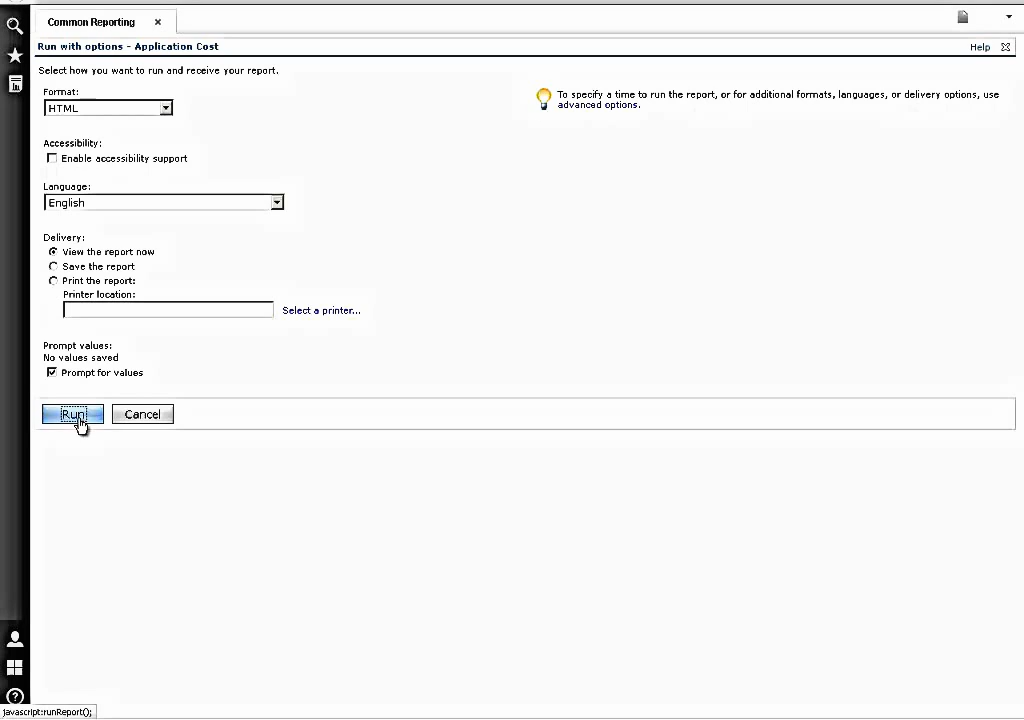 Common Reporting
Run with options - Application Cost
Help
Select how you want to run and receive your report.
Format:
HTML
To specify a time to run the report, or for additional formats, languages, or delivery options, use
advanced options.
Accessibility:
Enable accessibility support
Language:
English
Delivery:
View the report now
Save the report
Print the report:
Printer location:
Select a printer...
Prompt values:
No values saved
Prompt for values
Run
Cancel
javascript:runReport();